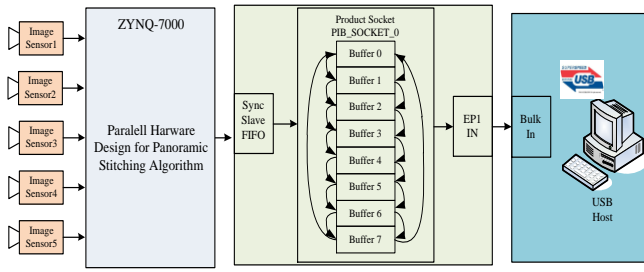 Image
Sensor1
Image
Sensor2
Image
Sensor3
Image
Sensor4
Image
Sensor5
ZYNQ-7000
Paralell Harware
Design for Panoramic
Stitching Algorithm
Sync
Slave
FIFO
Product Socket
PIB_SOCKET_0
Buffer 0
Buffer 1
Buffer 2
Buffer 3
Buffer 4
Buffer 5
Buffer 6
Buffer 7
EP1
IN
Bulk
In
USB
USB
Host